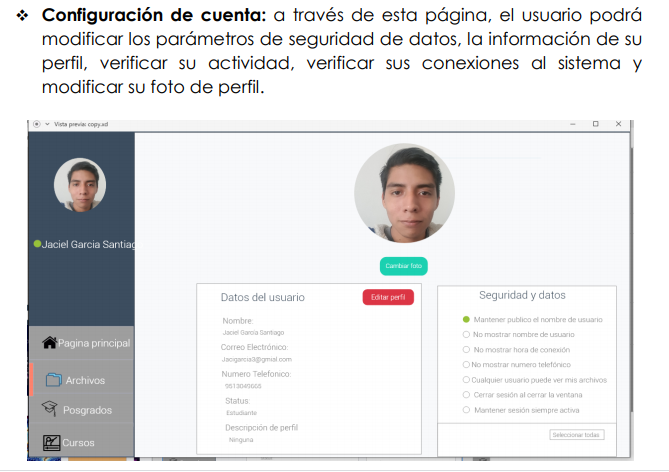 ❖ Configuración de cuenta: a través de esta página, el usuario podrá
modificar los parámetros de seguridad de datos, la información de su
perfil, verificar su actividad, verificar sus conexiones al sistema y
modificar su foto de perfil.
Vista previa: copy.xd
Jaciel Garcia Santiag
Pagina principal
Archivos
Posgrados
Cursos
Cambiar foto
Datos del usuario
Editar perfil
Nombre:
Jaciel Garcia Santiago
Correo Electrónico:
Jacigarcia3@gmial.com
Numero Telefonico:
9513049666
Status:
Estudiante
Descripción de perfil
Ninguna
Seguridad y datos
Mantener publico el nombre de usuario
No mostrar nombre de usuario
No mostrar hora de conexión
No mostrar numero telefónico
Cualquier usuario puede ver mis archivos
Cerrar sesión al cerrar la ventana
Mantener sesión siempre activa
Seleccionar todas